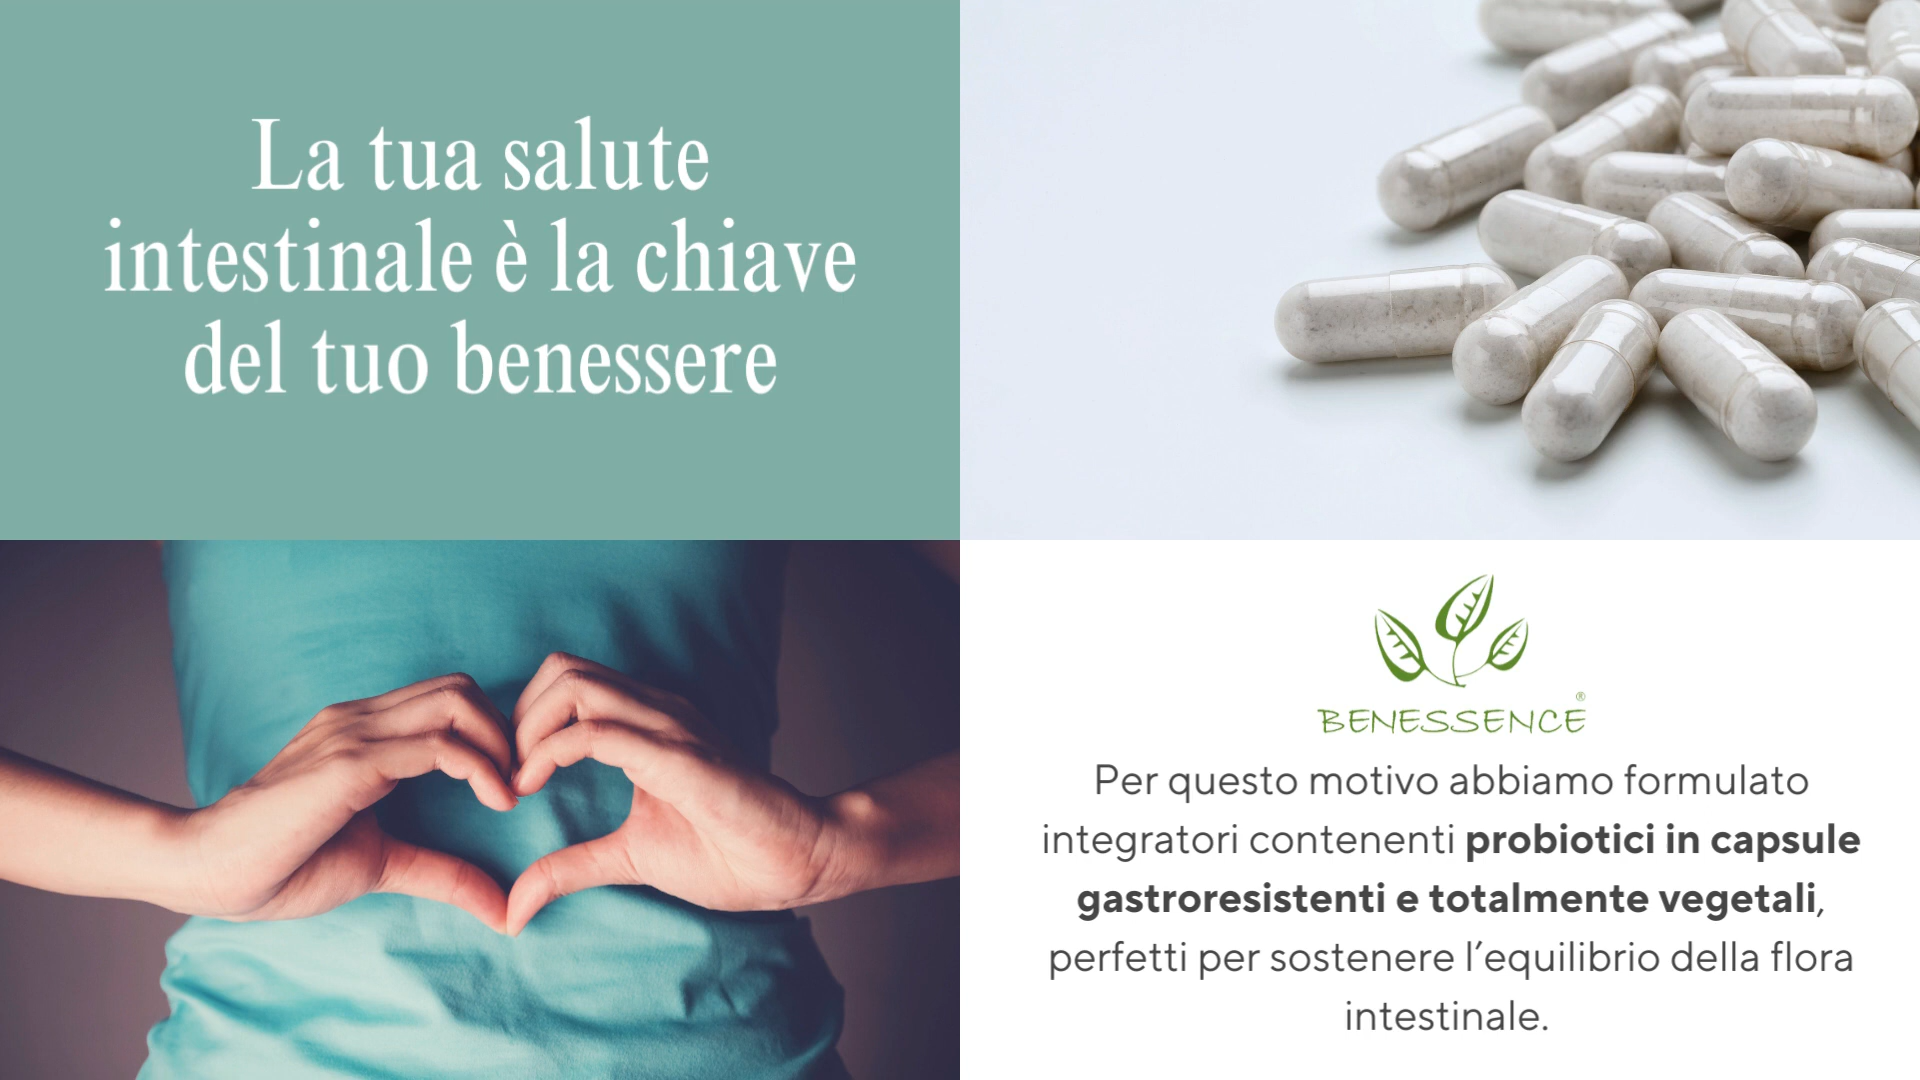 La tua salute
intestinale è la chiave
del tuo benessere
BENESSENCE®
Per questo motivo abbiamo formulato
integratori contenenti probiotici in capsule
gastroresistenti e totalmente vegetali,
perfetti per sostenere l’equilibrio della flora
intestinale.